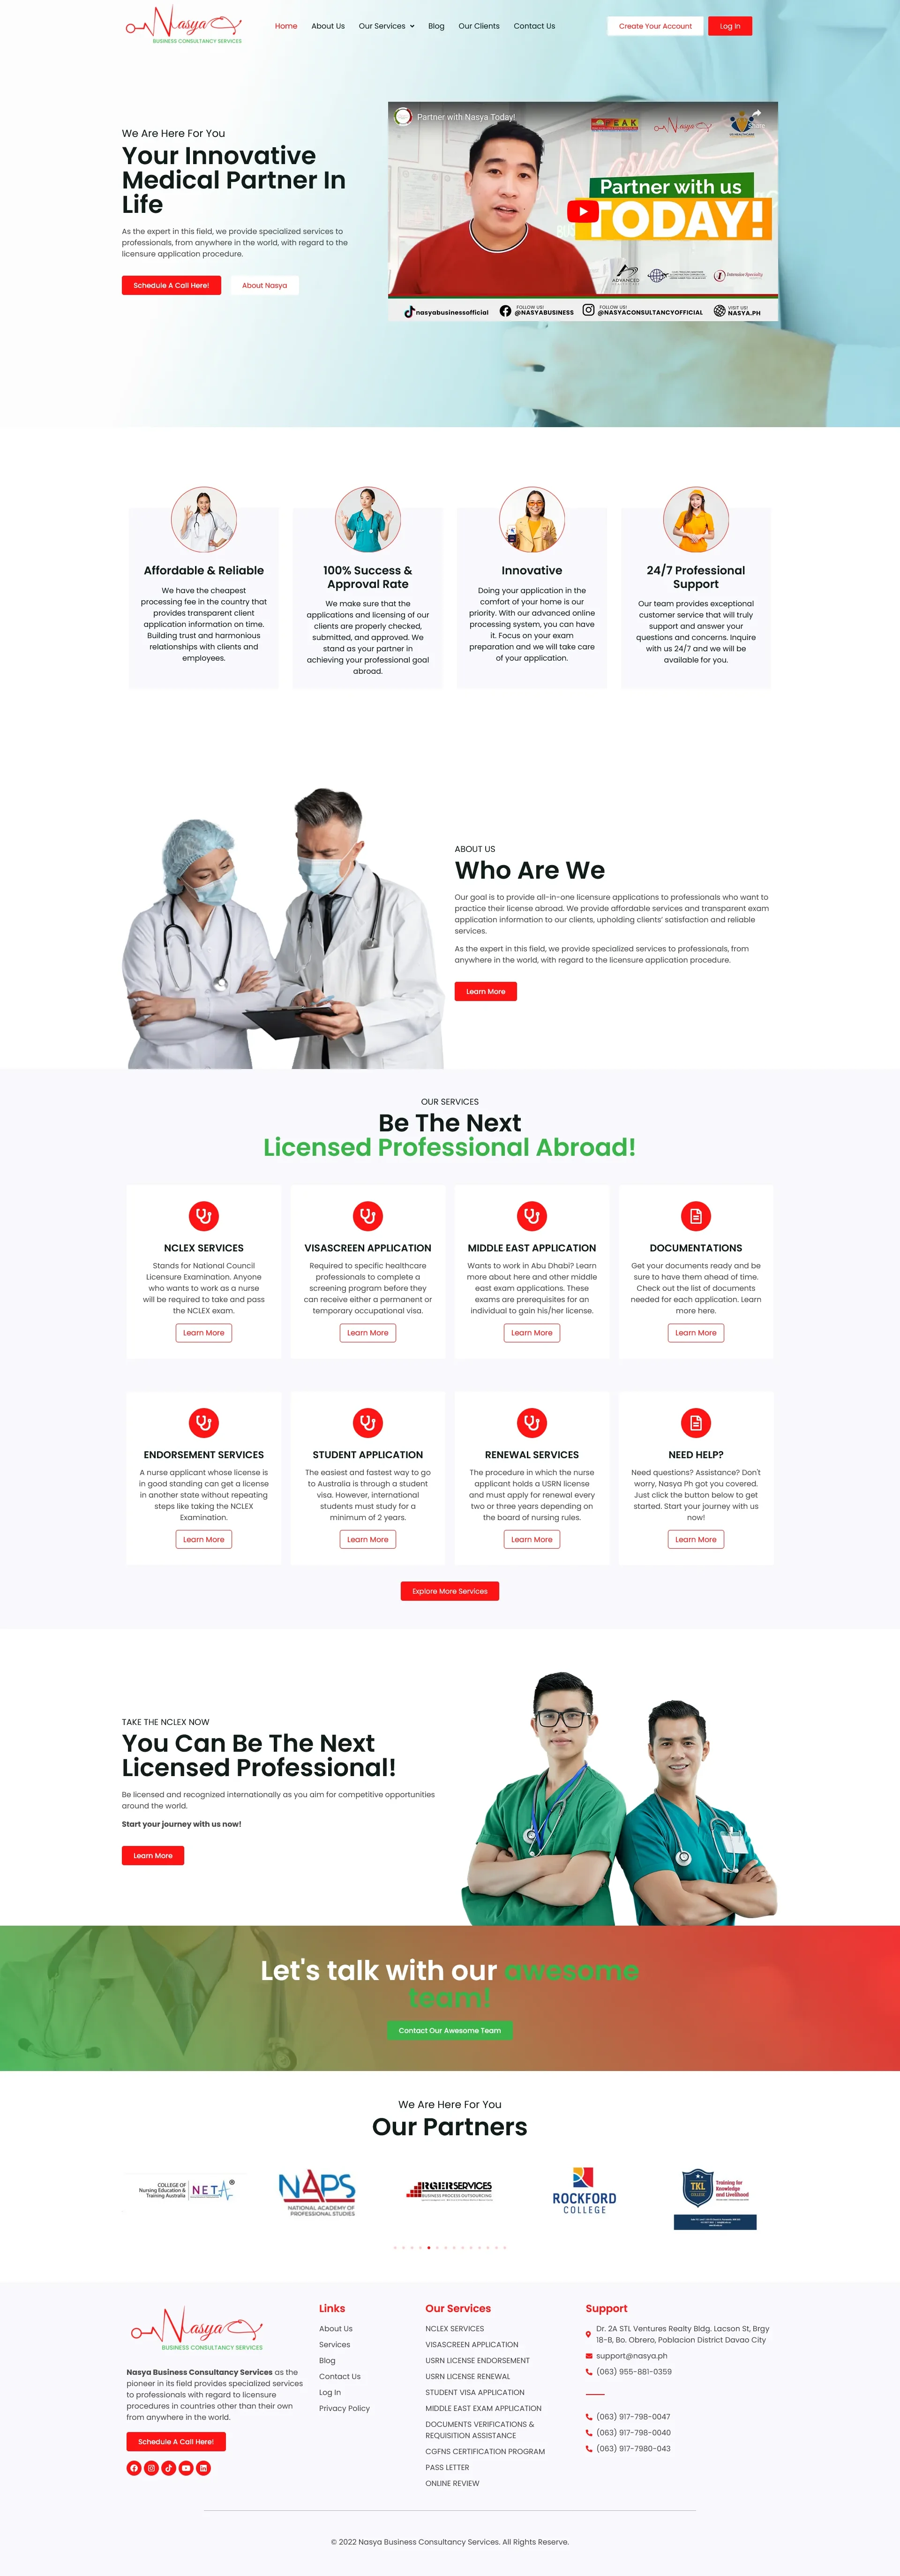 Nasya
BUSINESS CONSULTANCY SERVICES
Home
About Us
Our Services
Blog
Our Clients
Contact Us
Create Your Account
Log In
We Are Here For You
Your Innovative
Medical Partner In
Life
As the expert in this field, we provide specialized services to
professionals, from anywhere in the world, with regard to the
licensure application procedure.
Schedule A Call Here!
About Nasya
Partner with Nasya Today!
Nasya
Partner with us
TODAY!
ADVANCED
Intensive Specialty
nasyabusinessofficial
FOLLOW US!
@NASYABUSINESS
FOLLOW US!
@NASYACONSULTANCYOFFICIAL
VISIT US!
NASYA.PH
Affordable & Reliable
We have the cheapest
processing fee in the country that
provides transparent client
application information on time.
Building trust and harmonious
relationships with clients and
employees.
100% Success &
Approval Rate
We make sure that the
applications and licensing of our
clients are properly checked,
submitted, and approved. We
stand as your partner in
achieving your professional goal
abroad.
Innovative
Doing your application in the
comfort of your home is our
priority. With our advanced online
processing system, you can have
it. Focus on your exam
preparation and we will take care
of your application.
24/7 Professional
Support
Our team provides exceptional
customer service that will truly
support and answer your
questions and concerns. Inquire
with us 24/7 and we will be
available for you.
ABOUT US
Who Are We
Our goal is to provide all-in-one licensure applications to professionals who want to
practice their license abroad. We provide affordable services and transparent exam
application information to our clients, upholding clients' satisfaction and reliable
services.
As the expert in this field, we provide specialized services to professionals, from
anywhere in the world, with regard to the licensure application procedure.
Learn More
OUR SERVICES
Be The Next
Licensed Professional Abroad!
NCLEX SERVICES
Stands for National Council
Licensure Examination. Anyone
who wants to work as a nurse
will be required to take and pass
the NCLEX exam.
Learn More
VISASCREEN APPLICATION
Required to specific healthcare
professionals to complete a
screening program before they
can receive either a permanent or
temporary occupational visa.
Learn More
MIDDLE EAST APPLICATION
Wants to work in Abu Dhabi? Learn
more about here and other middle
east exam applications. These
exams are prerequisites for an
individual to gain his/her license.
Learn More
DOCUMENTATIONS
Get your documents ready and be
sure to have them ahead of time.
Check out the list of documents
needed for each application. Learn
more here.
Learn More
ENDORSEMENT SERVICES
A nurse applicant whose license is
in good standing can get a license
in another state without repeating
steps like taking the NCLEX
Examination.
Learn More
STUDENT APPLICATION
The easiest and fastest way to go
to Australia is through a student
visa. However, international
students must study for a
minimum of 2 years.
Learn More
RENEWAL SERVICES
The procedure in which the nurse
applicant holds a USRN license
and must apply for renewal every
two or three years depending on
the board of nursing rules.
Learn More
NEED HELP?
Need questions? Assistance? Don't
worry, Nasya Ph got you covered.
Just click the button below to get
started. Start your journey with us
now!
Learn More
Explore More Services
TAKE THE NCLEX NOW
You Can Be The Next
Licensed Professional!
Be licensed and recognized internationally as you aim for competitive opportunities
around the world.
Start your journey with us now!
Learn More
Let's talk with our awesome
team!
Contact Our Awesome Team
We Are Here For You
Our Partners
COLLEGE OF
Nursing Education &
Training Australia
NETA
NAPS
NATIONAL ACADEMY OF
PROFESSIONAL STUDIES
BUSINESS PROCESS OUTSOURCING
ROCKFORD
COLLEGE
TKL
COLLEGE
Training for
Knowledge
and Livelihood
Nasya
BUSINESS CONSULTANCY SERVICES
Nasya Business Consultancy Services as the
pioneer in its field provides specialized services
to professionals with regard to licensure
procedures in countries other than their own
from anywhere in the world.
Schedule A Call Here!
Links
About Us
Services
Blog
Contact Us
Log In
Privacy Policy
Our Services
NCLEX SERVICES
VISASCREEN APPLICATION
USRN LICENSE ENDORSEMENT
USRN LICENSE RENEWAL
STUDENT VISA APPLICATION
MIDDLE EAST EXAM APPLICATION
DOCUMENTS VERIFICATIONS &
REQUISITION ASSISTANCE
CGFNS CERTIFICATION PROGRAM
PASS LETTER
ONLINE REVIEW
Support
Dr. 2A STL Ventures Realty Bldg. Lacson St, Brgy
18-B, Bo. Obrero, Poblacion District Davao City
support@nasya.ph
(063) 955-881-0359
(063) 917-798-0047
(063) 917-798-0040
(063) 917-7980-043
© 2022 Nasya Business Consultancy Services. All Rights Reserve.